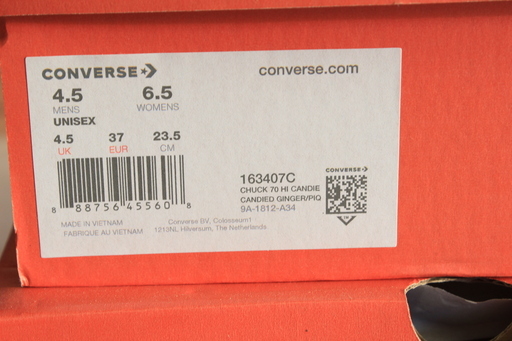 CONVERSE
converse.com
4.5 6.5
MENS WOMENS
UNISEX
4.5 37 23.5
UK EUR CM
163407C
CHUCK 70 HI CANDIE
CANDIED GINGER/PIQ
9A-1812-A34
CONVERSE
8 88756 45560 8
MADE IN VIETNAM
FABRIQUE AU VIETNAM
Converse BV, Colosseum1
1213NL Hilversum, The Netherlands